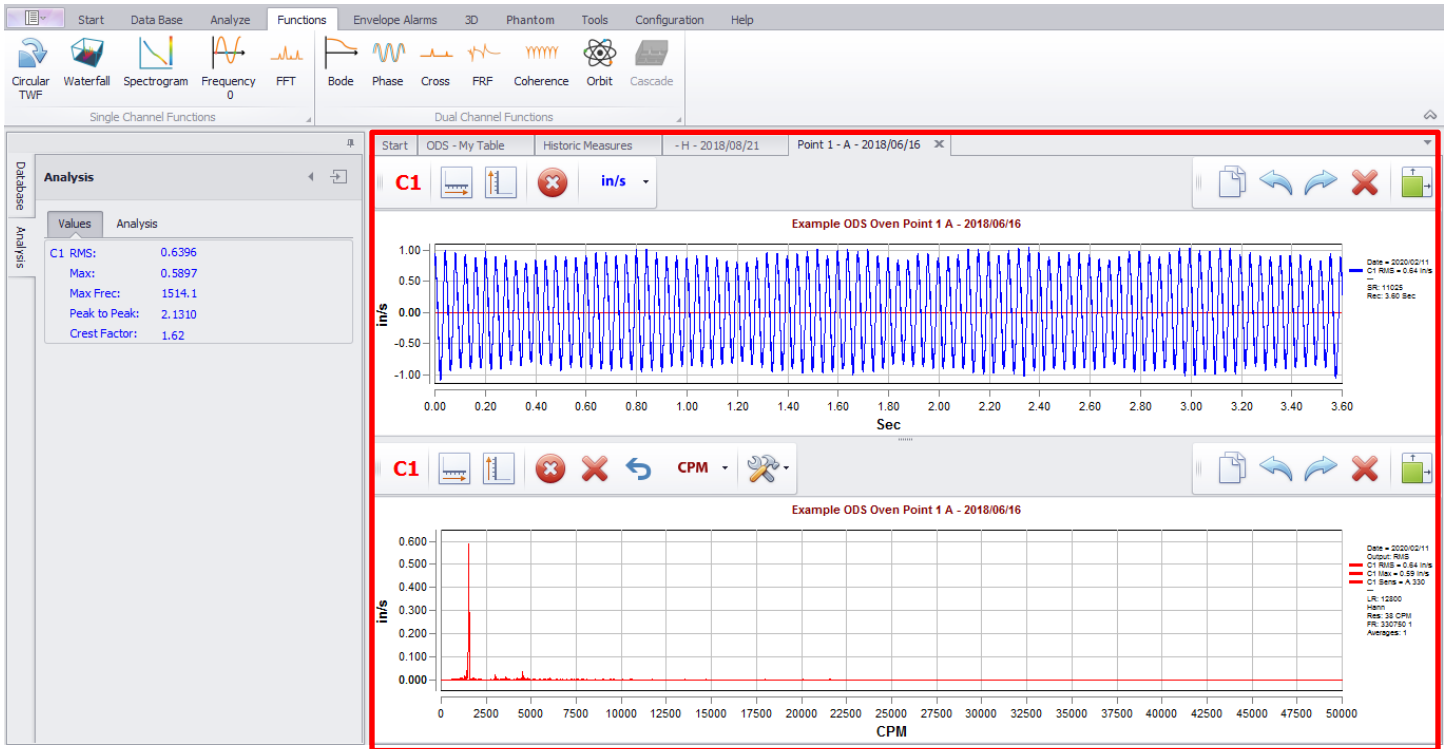 Start Data Base Analyze Functions Envelope Alarms 3D Phantom Tools Configuration Help
Circular TWF Waterfall Spectrogram Frequency 0 FFT Bode Phase Cross FRF Coherence Orbit Cascade
Single Channel Functions Dual Channel Functions
Database
Analysis
Analysis
Values Analysis
C1 RMS: 0.6396
Max: 0.5897
Max Frec: 1514.1
Peak to Peak: 2.1310
Crest Factor: 1.62
Start ODS - My Table Historic Measures - H - 2018/08/21 Point 1 - A - 2018/06/16
C1 in/s
Example ODS Oven Point 1 A - 2018/06/16
in/s
1.00
0.50
0.00
-0.50
-1.00
0.00 0.20 0.40 0.60 0.80 1.00 1.20 1.40 1.60 1.80 2.00 2.20 2.40 2.60 2.80 3.00 3.20 3.40 3.60
Sec
Date = 2020/02/11
C1 RMS = 0.64 in/s
---
SR: 11025
Rec: 3.60 Sec
C1 CPM
Example ODS Oven Point 1 A - 2018/06/16
in/s
0.600
0.500
0.400
0.300
0.200
0.100
0.000
0 2500 5000 7500 10000 12500 15000 17500 20000 22500 25000 27500 30000 32500 35000 37500 40000 42500 45000 47500 50000
CPM
Date = 2020/02/11
Output: RMS
C1 RMS = 0.64 in/s
C1 Max = 0.59 in/s
C1 Sens = A 330
---
LR: 12800
Hann
Res: 38 CPM
FR: 330750 1
Averages: 1